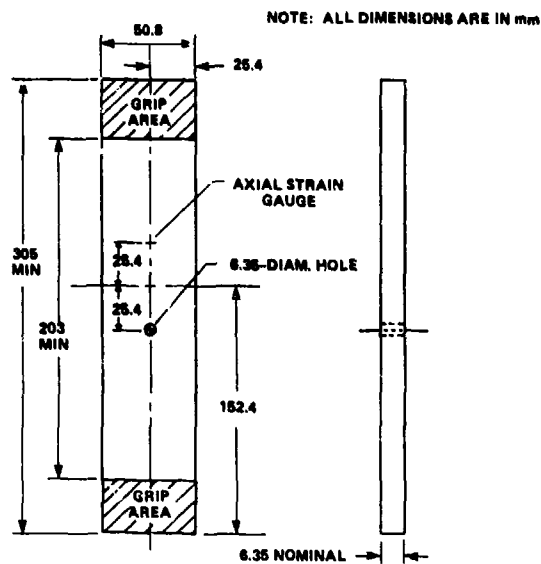 NOTE: ALL DIMENSIONS ARE IN mm
50.8
25.4
GRIP
AREA
AXIAL STRAIN
GAUGE
25.4
6.35-DIAM. HOLE
305
MIN
25.4
203
MIN
152.4
GRIP
AREA
6.35 NOMINAL